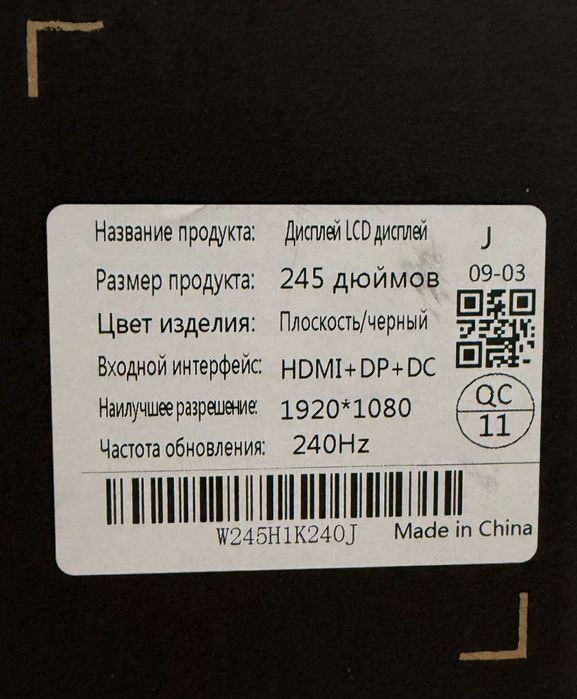 Название продукта: Дисплей LCD дисплей
J
Размер продукта: 245 дюймов
09-03
Цвет изделия: Плоскость/черный
Входной интерфейс: HDMI+DP+DC
QC
Наилучшее разрешение: 1920*1080
11
Частота обновления: 240Hz
W245H1K240J
Made in China